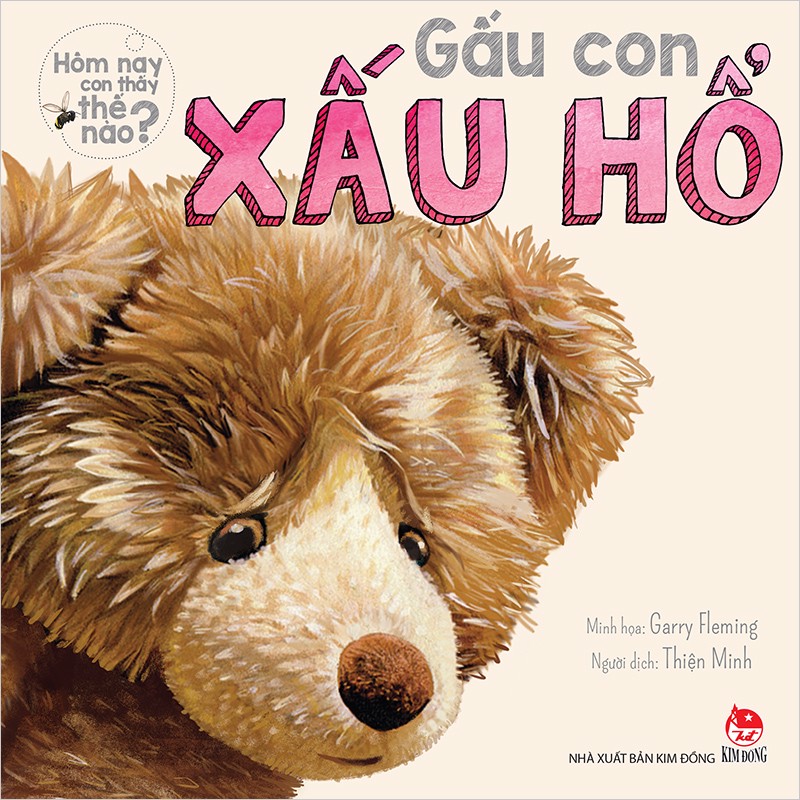 Hôm nay
con thấy
thế
nào?
Gấu con
XẤU HỔ
Minh họa: Garry Fleming
Người dịch: Thiện Minh
kđ
NHÀ XUẤT BẢN KIM ĐỒNG
KIM ĐỒNG